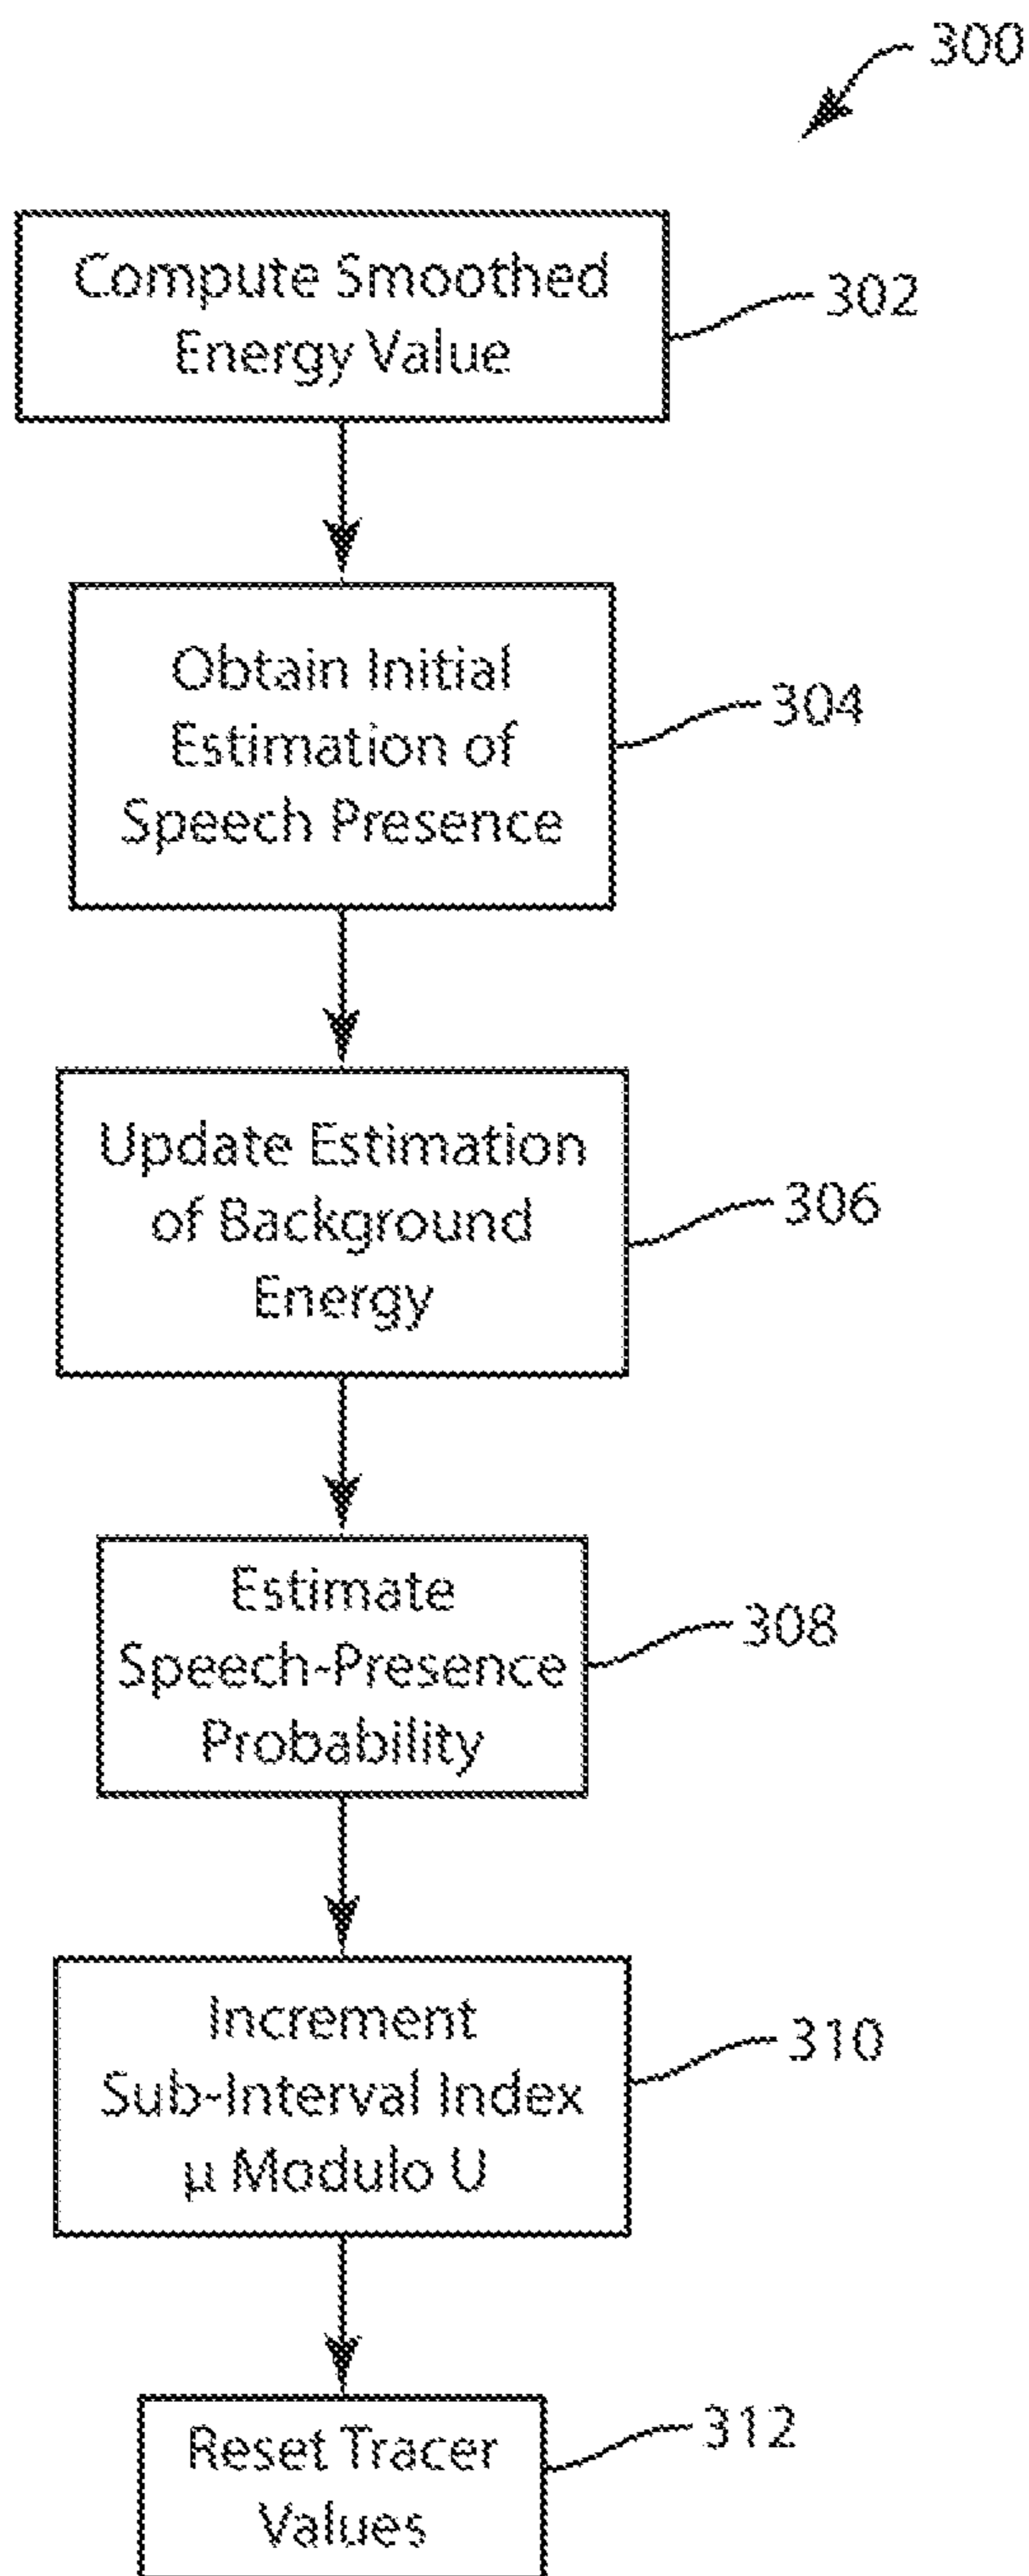 300
Compute Smoothed
Energy Value
302
Obtain Initial
Estimation of
Speech Presence
304
Update Estimation
of Background
Energy
306
Estimate
Speech-Presence
Probability
308
Increment
Sub-Interval Index
µ Modulo U
310
Reset Tracer
Values
312